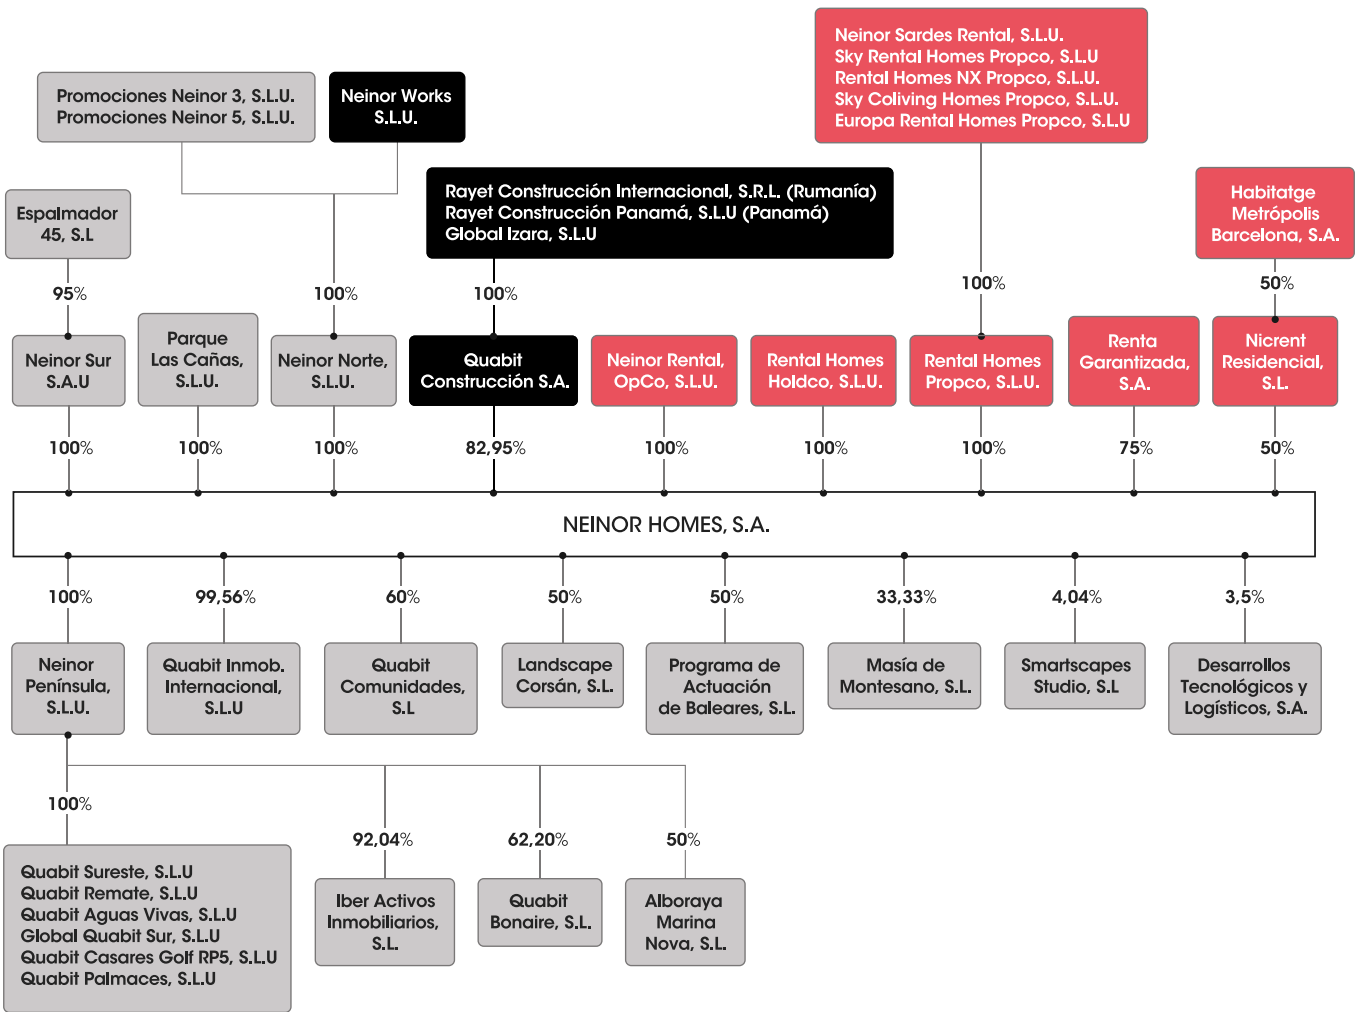 Neinor Sardes Rental, S.L.U.
Sky Rental Homes Propco, S.L.U
Rental Homes NX Propco, S.L.U.
Sky Coliving Homes Propco, S.L.U.
Europa Rental Homes Propco, S.L.U
Promociones Neinor 3, S.L.U.
Promociones Neinor 5, S.L.U.
Neinor Works
S.L.U.
Rayet Construcción Internacional, S.R.L. (Rumanía)
Rayet Construcción Panamá, S.L.U (Panamá)
Global Izara, S.L.U
Habitatge
Metrópolis
Barcelona, S.A.
Espalmador
45, S.L
95%
100%
100%
100%
50%
Neinor Sur
S.A.U
Parque
Las Cañas,
S.L.U.
Neinor Norte,
S.L.U.
Quabit
Construcción S.A.
Neinor Rental,
OpCo, S.L.U.
Rental Homes
Holdco, S.L.U.
Rental Homes
Propco, S.L.U.
Renta
Garantizada,
S.A.
Nicrent
Residencial,
S.L.
100%
100%
100%
82,95%
100%
100%
100%
75%
50%
NEINOR HOMES, S.A.
100%
99,56%
60%
50%
50%
33,33%
4,04%
3,5%
Neinor
Península,
S.L.U.
Quabit Inmob.
Internacional,
S.L.U
Quabit
Comunidades,
S.L
Landscape
Corsán, S.L.
Programa de
Actuación
de Baleares, S.L.
Masía de
Montesano, S.L.
Smartscapes
Studio, S.L
Desarrollos
Tecnológicos y
Logísticos, S.A.
100%
92,04%
62,20%
50%
Quabit Sureste, S.L.U
Quabit Remate, S.L.U
Quabit Aguas Vivas, S.L.U
Global Quabit Sur, S.L.U
Quabit Casares Golf RP5, S.L.U
Quabit Palmaces, S.L.U
Iber Activos
Inmobiliarios,
S.L.
Quabit
Bonaire, S.L.
Alboraya
Marina
Nova, S.L.